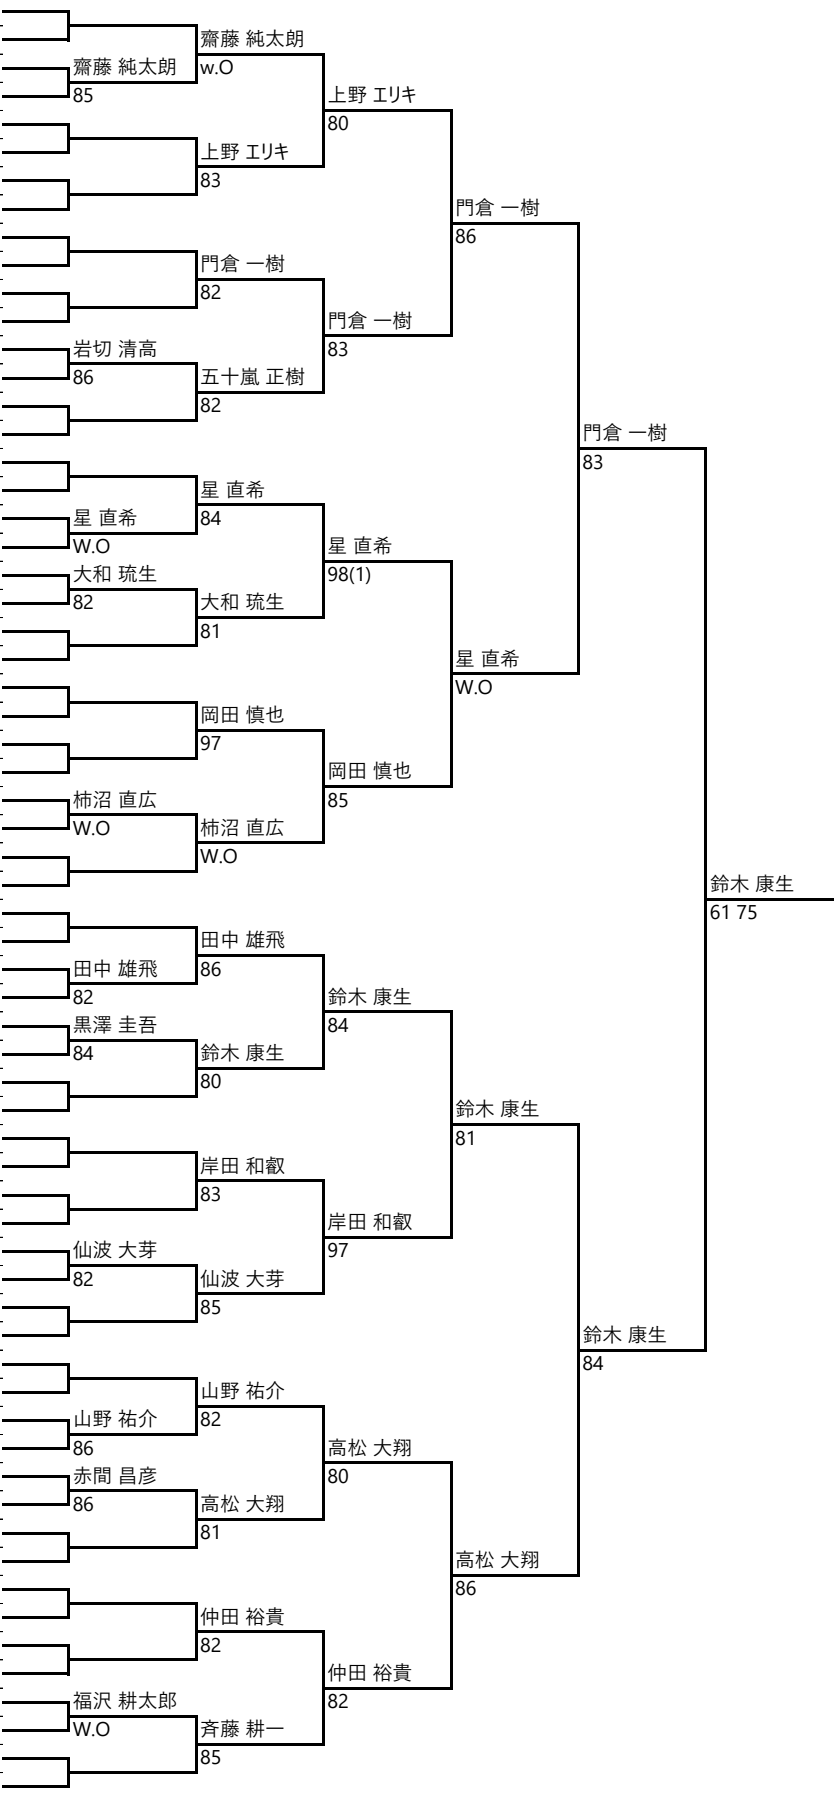 齋藤 純太朗
w.O
齋藤 純太朗
85
上野 エリキ
80
上野 エリキ
83
門倉 一樹
86
門倉 一樹
82
門倉 一樹
83
岩切 清高
86
五十嵐 正樹
82
門倉 一樹
83
星 直希
84
星 直希
W.O
星 直希
98(1)
大和 琉生
82
大和 琉生
81
星 直希
W.O
岡田 慎也
97
岡田 慎也
85
柿沼 直広
W.O
柿沼 直広
W.O
鈴木 康生
61 75
田中 雄飛
86
田中 雄飛
82
鈴木 康生
84
黒澤 圭吾
84
鈴木 康生
80
鈴木 康生
81
岸田 和叡
83
岸田 和叡
97
仙波 大芽
82
仙波 大芽
85
鈴木 康生
84
山野 祐介
82
山野 祐介
86
高松 大翔
80
赤間 昌彦
86
高松 大翔
81
高松 大翔
86
仲田 裕貴
82
仲田 裕貴
82
福沢 耕太郎
W.O
斉藤 耕一
85